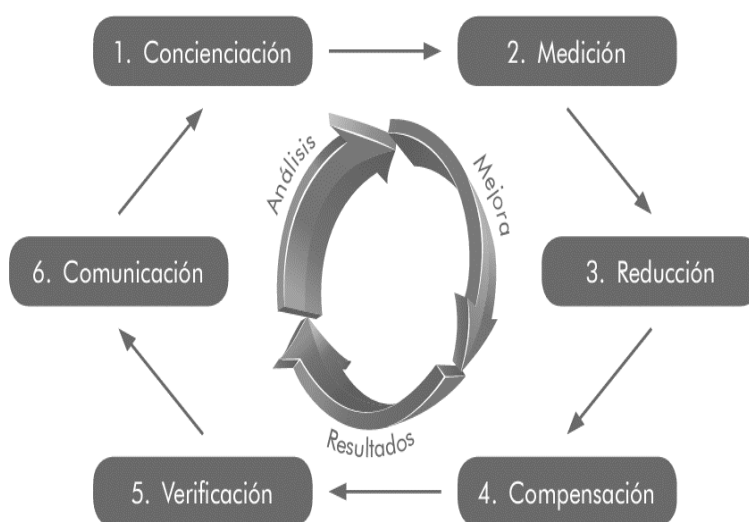 1. Concienciación
2. Medición
Análisis
Mejora
6. Comunicación
3. Reducción
Resultados
5. Verificación
4. Compensación